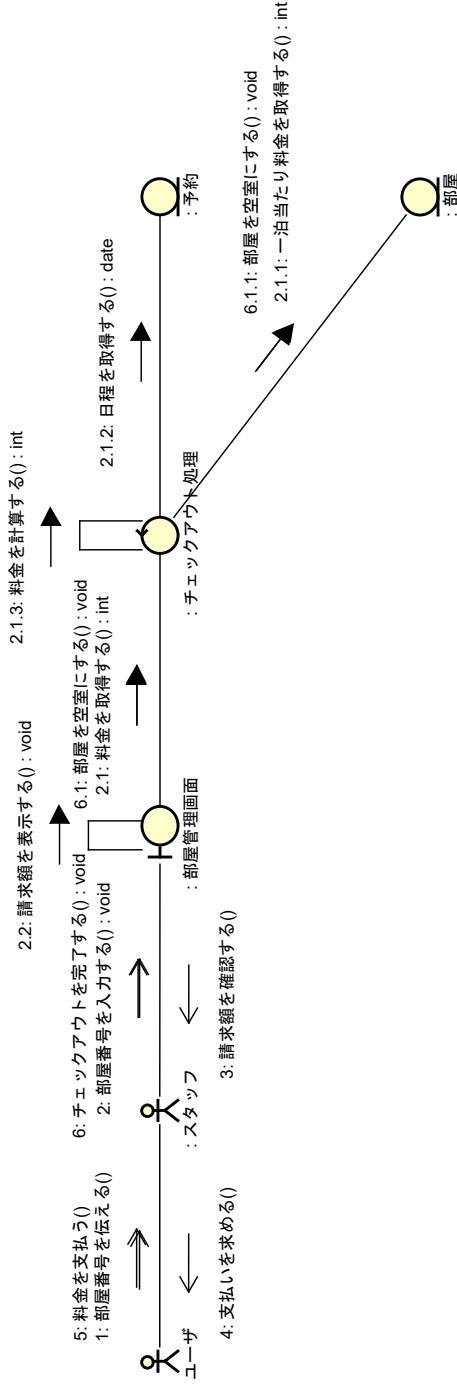 5: 料金を支払う()
1: 部屋番号を伝える()
ユーザ
4: 支払いを求める()
6: チェックアウトを完了する() : void
2: 部屋番号を入力する() : void
: スタッフ
3: 請求額を確認する()
2.2: 請求額を表示する() : void
6.1: 部屋を空室にする() : void
2.1: 料金を取得する() : int
: 部屋管理画面
2.1.3: 料金を計算する() : int
: チェックアウト処理
2.1.2: 日程を取得する() : date
: 予約
6.1.1: 部屋を空室にする() : void
2.1.1: 一泊当たり料金を取得する() : int
: 部屋